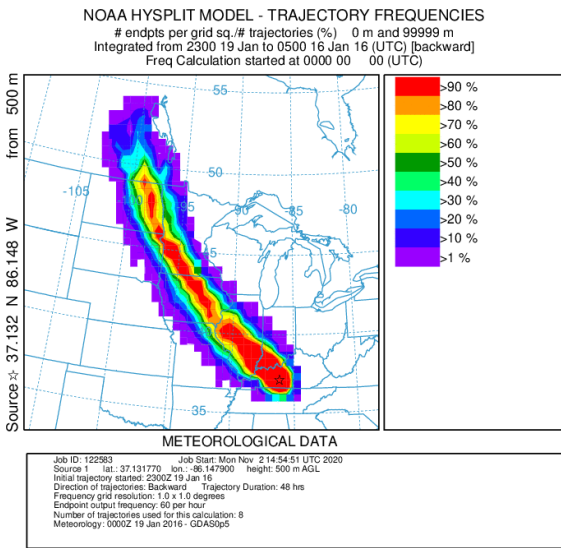 NOAA HYSPLIT MODEL - TRAJECTORY FREQUENCIES
# endpts per grid sq./# trajectories (%) 0 m and 99999 m
Integrated from 2300 19 Jan to 0500 16 Jan 16 (UTC) [backward]
Freq Calculation started at 0000 00 00 (UTC)
Source ☆ 37.132 N 86.148 W from 500 m
55
50
-105
-100
-95
-90
-85
-80
45
35
>90 %
>80 %
>70 %
>60 %
>50 %
>40 %
>30 %
>20 %
>10 %
>1 %
METEOROLOGICAL DATA
Job ID: 122583 Job Start: Mon Nov 2 14:54:51 UTC 2020
Source 1 lat.: 37.131770 lon.: -86.147900 height: 500 m AGL
Initial trajectory started: 2300Z 19 Jan 16
Direction of trajectories: Backward Trajectory Duration: 48 hrs
Frequency grid resolution: 1.0 x 1.0 degrees
Endpoint output frequency: 60 per hour
Number of trajectories used for this calculation: 8
Meteorology: 0000Z 19 Jan 2016 - GDAS0p5